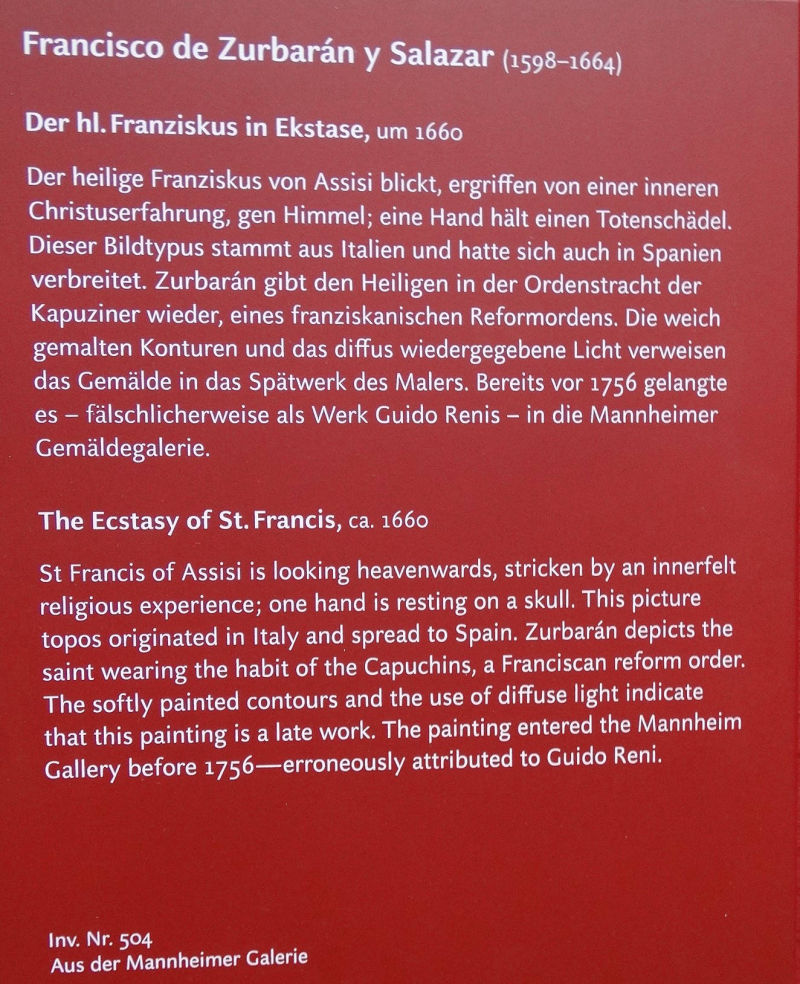 Francisco de Zurbarán y Salazar (1598–1664)
Der hl. Franziskus in Ekstase, um 1660
Der heilige Franziskus von Assisi blickt, ergriffen von einer inneren
Christuserfahrung, gen Himmel; eine Hand hält einen Totenschädel.
Dieser Bildtypus stammt aus Italien und hatte sich auch in Spanien
verbreitet. Zurbarán gibt den Heiligen in der Ordenstracht der
Kapuziner wieder, eines franziskanischen Reformordens. Die weich
gemalten Konturen und das diffus wiedergegebene Licht verweisen
das Gemälde in das Spätwerk des Malers. Bereits vor 1756 gelangte
es – fälschlicherweise als Werk Guido Renis – in die Mannheimer
Gemäldegalerie.
The Ecstasy of St. Francis, ca. 1660
St Francis of Assisi is looking heavenwards, stricken by an innerfelt
religious experience; one hand is resting on a skull. This picture
topos originated in Italy and spread to Spain. Zurbarán depicts the
saint wearing the habit of the Capuchins, a Franciscan reform order.
The softly painted contours and the use of diffuse light indicate
that this painting is a late work. The painting entered the Mannheim
Gallery before 1756—erroneously attributed to Guido Reni.
Inv. Nr. 504
Aus der Mannheimer Galerie